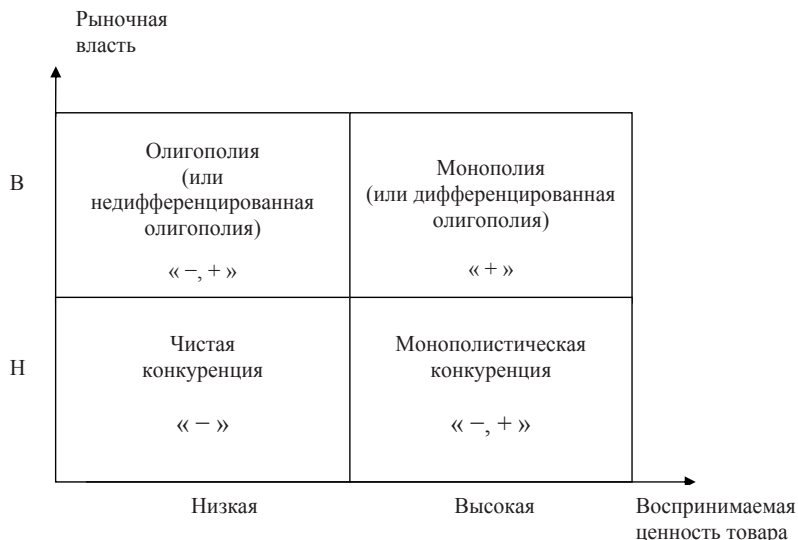 Рыночная
власть
В
Олигополия
(или
недифференцированная
олигополия)
« −, + »
Монополия
(или дифференцированная
олигополия)
« + »
Н
Чистая
конкуренция
« − »
Монополистическая
конкуренция
« −, + »
Низкая
Высокая
Воспринимаемая
ценность товара